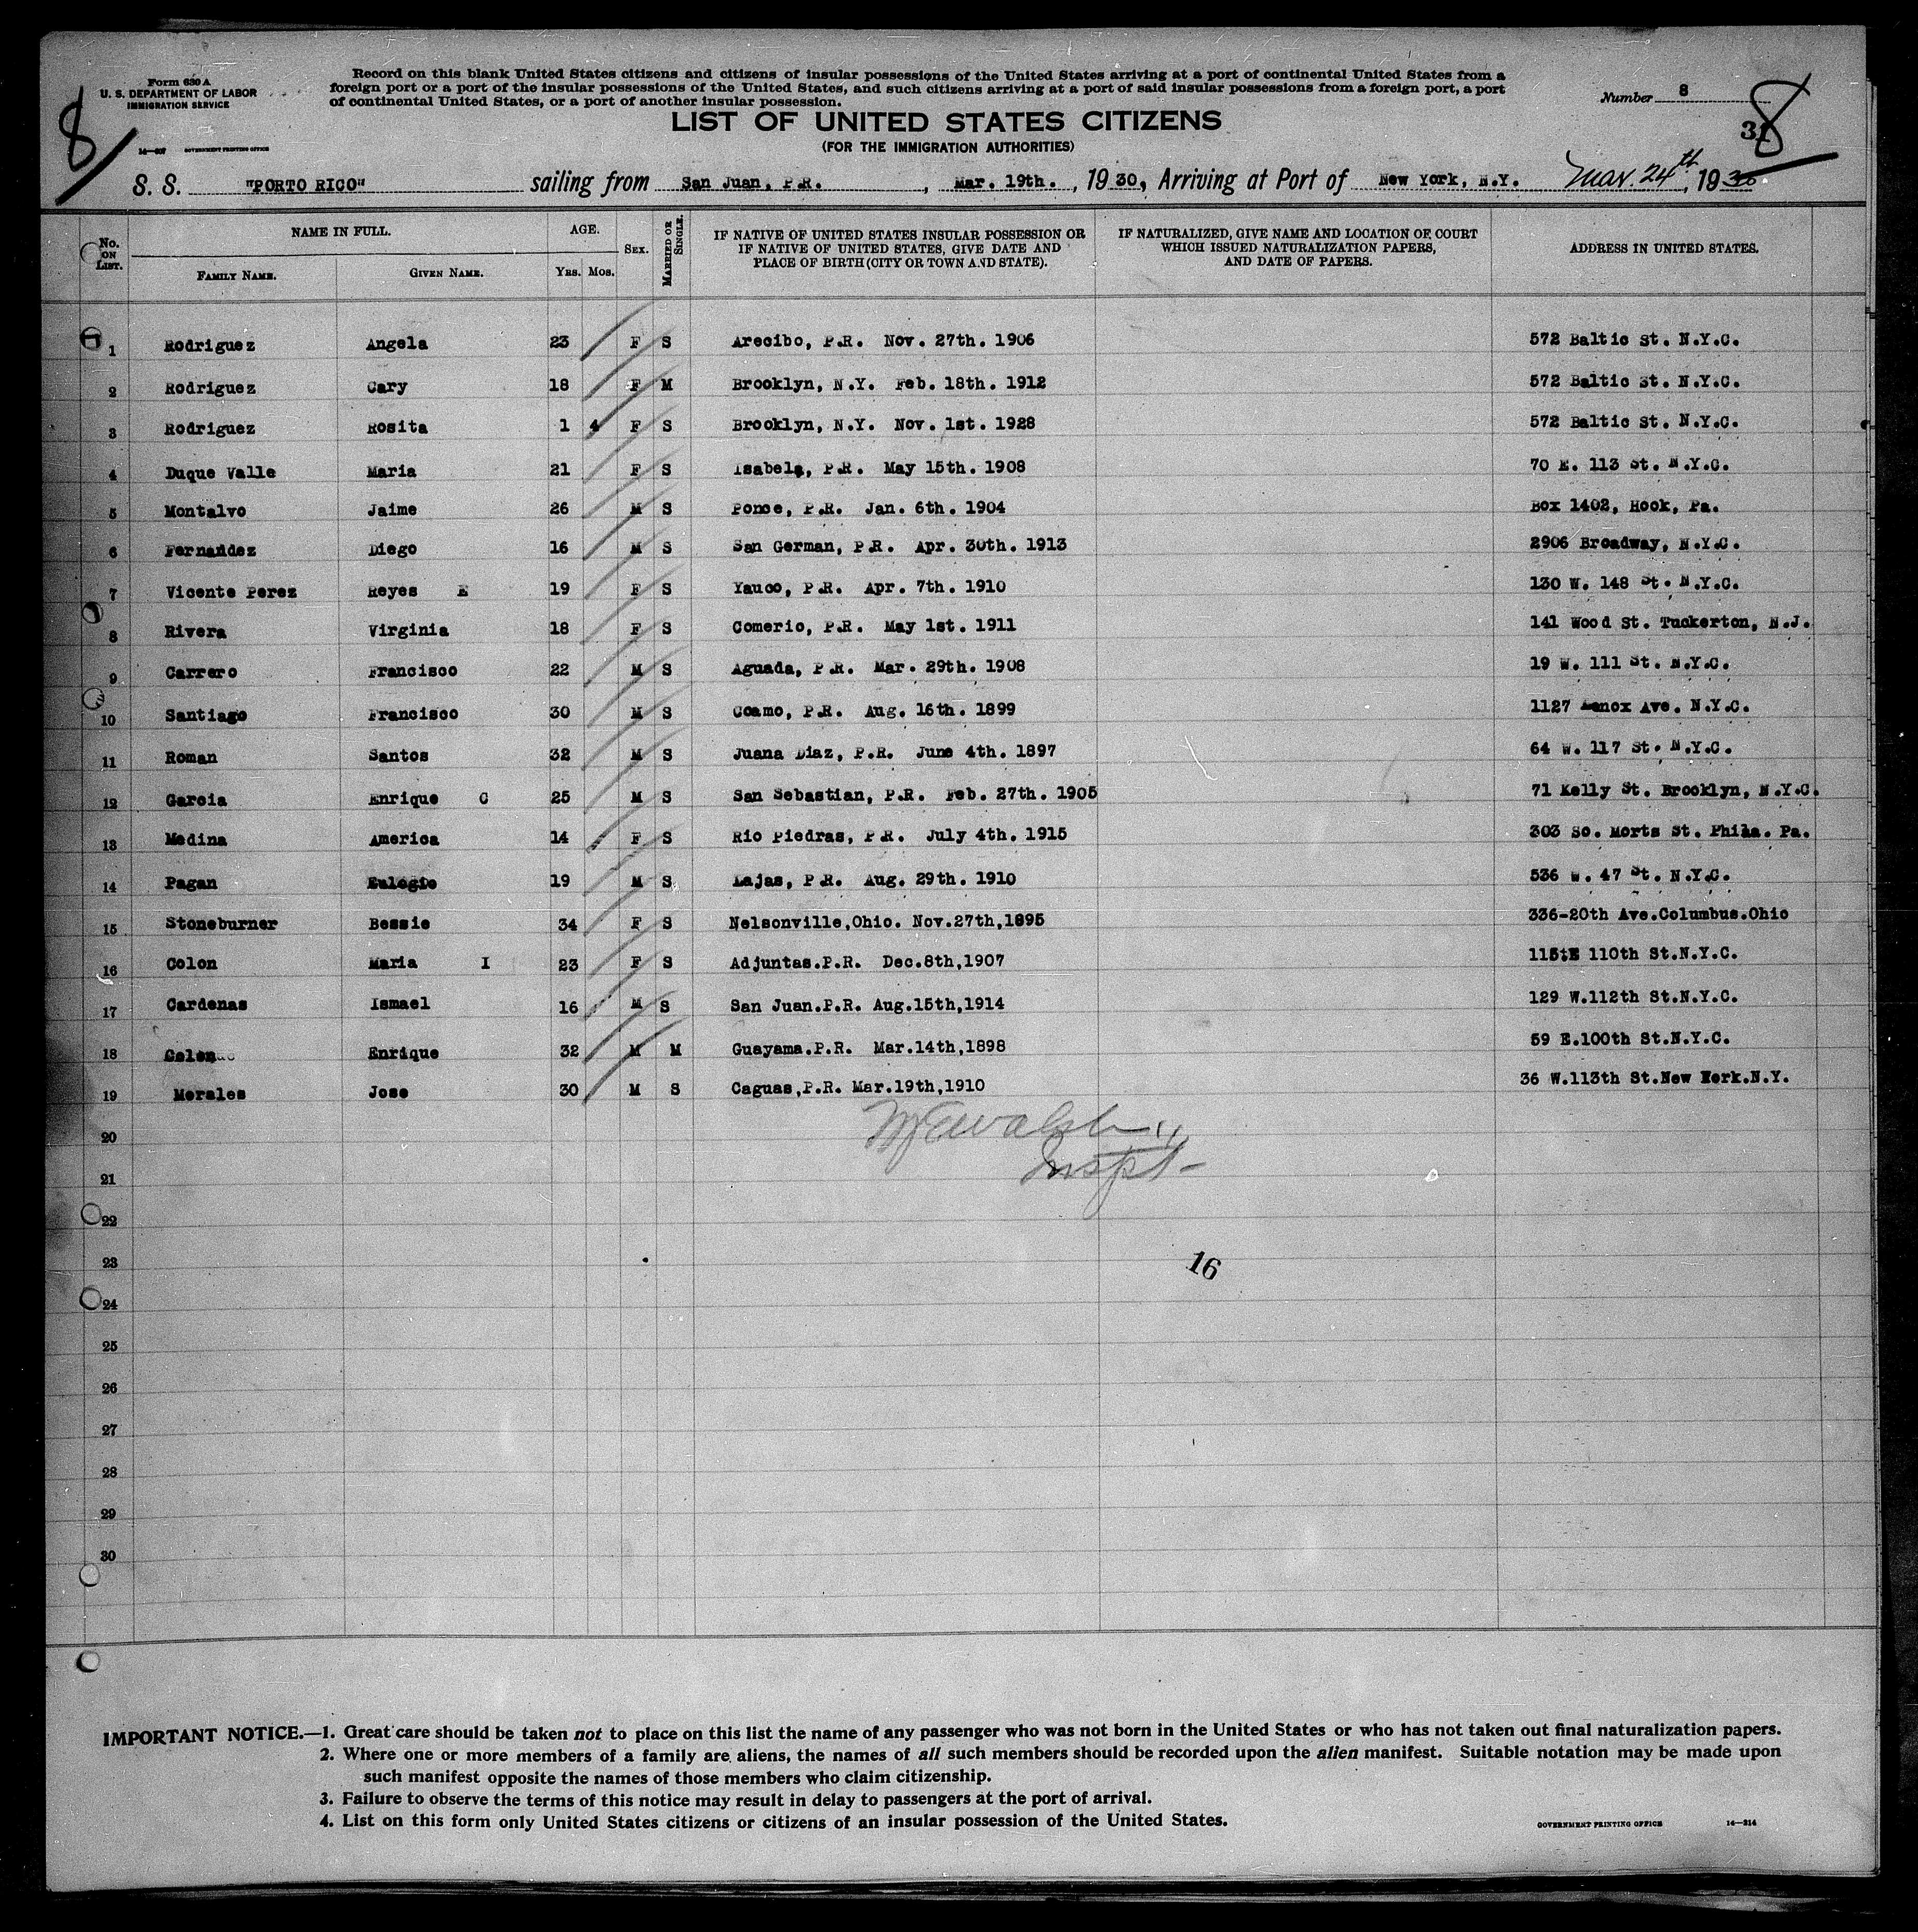 Form 630 A
U. S. DEPARTMENT OF LABOR
IMMIGRATION SERVICE
14—207 GOVERNMENT PRINTING OFFICE
8
Record on this blank United States citizens and citizens of insular possessions of the United States arriving at a port of continental United States from a
foreign port or a port of the insular possessions of the United States, and such citizens arriving at a port of said insular possessions from a foreign port, a port
of continental United States, or a port of another insular possession.
Number 8
8
LIST OF UNITED STATES CITIZENS
(FOR THE IMMIGRATION AUTHORITIES)
S. S. "PORTO RICO" sailing from San Juan, P.R. , Mar. 19th. , 1930, Arriving at Port of New York, N.Y. Mar. 24th, 1930
No. ON LIST. NAME IN FULL. FAMILY NAME. GIVEN NAME. AGE. YRS. MOS. SEX. MARRIED OR SINGLE. IF NATIVE OF UNITED STATES INSULAR POSSESSION OR IF NATIVE OF UNITED STATES, GIVE DATE AND PLACE OF BIRTH (CITY OR TOWN AND STATE). IF NATURALIZED, GIVE NAME AND LOCATION OF COURT WHICH ISSUED NATURALIZATION PAPERS, AND DATE OF PAPERS. ADDRESS IN UNITED STATES.
1 Rodriguez Angela 23 F S Arecibo, P.R. Nov. 27th. 1906 572 Baltic St. N.Y.C.
2 Rodriguez Cary 18 F M Brooklyn, N.Y. Feb. 18th. 1912 572 Baltic St. N.Y.C.
3 Rodriguez Rosita 1 4 F S Brooklyn, N.Y. Nov. 1st. 1928 572 Baltic St. N.Y.C.
4 Duque Valle Maria 21 F S Isabela, P.R. May 15th. 1908 70 E. 113 St. N.Y.C.
5 Montalvo Jaime 26 M S Ponce, P.R. Jan. 6th. 1904 Box 1402, Hook, Pa.
6 Fernandez Diego 16 M S San German, P.R. Apr. 30th. 1913 2906 Broadway, N.Y.C.
7 Vicente Perez Reyes E 19 F S Yauco, P.R. Apr. 7th. 1910 130 W. 148 St. N.Y.C.
8 Rivera Virginia 18 F S Comerio, P.R. May 1st. 1911 141 Wood St. Tuckerton, N.J.
9 Carrero Francisco 22 M S Aguada, P.R. Mar. 29th. 1908 19 W. 111 St. N.Y.C.
10 Santiago Francisco 30 M S Coamo, P.R. Aug. 16th. 1899 1127 Lenox Ave. N.Y.C.
11 Roman Santos 32 M S Juana Diaz, P.R. June 4th. 1897 64 W. 117 St. N.Y.C.
12 Garcia Enrique C 25 M S San Sebastian, P.R. Feb. 27th. 1905 71 Kelly St. Brooklyn, N.Y.C.
13 Medina America 14 F S Rio Piedras, P.R. July 4th. 1915 303 So. Morts St. Phila. Pa.
14 Pagan Eulogio 19 M S Lajas, P.R. Aug. 29th. 1910 536 W. 47 St. N.Y.C.
15 Stoneburner Bessie 34 F S Nelsonville,Ohio. Nov.27th,1895 336-20th Ave.Columbus.Ohio
16 Colon Maria I 23 F S Adjuntas.P.R. Dec.8th,1907 115tE 110th St.N.Y.C.
17 Cardenas Ismael 16 M S San Juan.P.R. Aug.15th,1914 129 W.112th St.N.Y.C.
18 Colon Enrique 32 M M Guayama.P.R. Mar.14th,1898 59 E.100th St.N.Y.C.
19 Morales Jose 30 M S Caguas,P.R. Mar.19th,1910 36 W.113th St.New York.N.Y.
20
Inspt-
21
22
23
16
24
25
26
27
28
29
30
IMPORTANT NOTICE.—1. Great care should be taken not to place on this list the name of any passenger who was not born in the United States or who has not taken out final naturalization papers.
2. Where one or more members of a family are aliens, the names of all such members should be recorded upon the alien manifest. Suitable notation may be made upon
such manifest opposite the names of those members who claim citizenship.
3. Failure to observe the terms of this notice may result in delay to passengers at the port of arrival.
4. List on this form only United States citizens or citizens of an insular possession of the United States.
GOVERNMENT PRINTING OFFICE 14—214